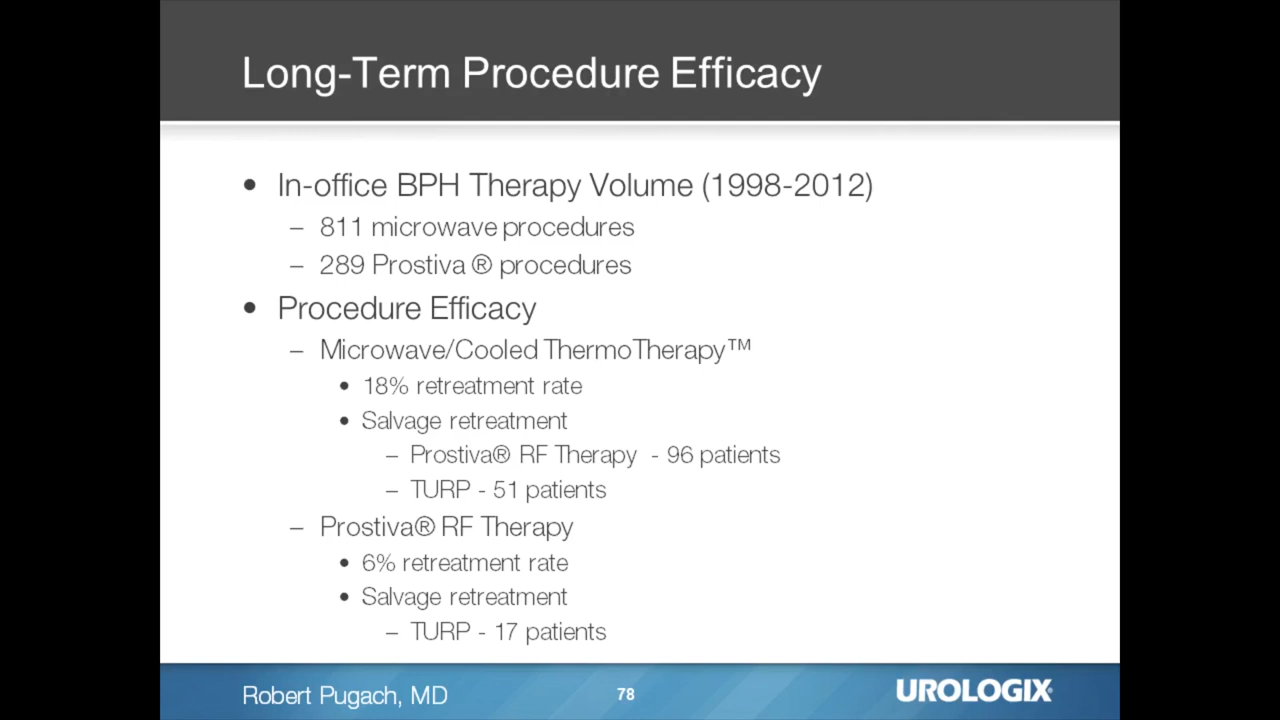 Long-Term Procedure Efficacy
• In-office BPH Therapy Volume (1998-2012)
– 811 microwave procedures
– 289 Prostiva ® procedures
• Procedure Efficacy
– Microwave/Cooled ThermoTherapy™
• 18% retreatment rate
• Salvage retreatment
– Prostiva® RF Therapy - 96 patients
– TURP - 51 patients
– Prostiva® RF Therapy
• 6% retreatment rate
• Salvage retreatment
– TURP - 17 patients
Robert Pugach, MD 78 UROLOGIX